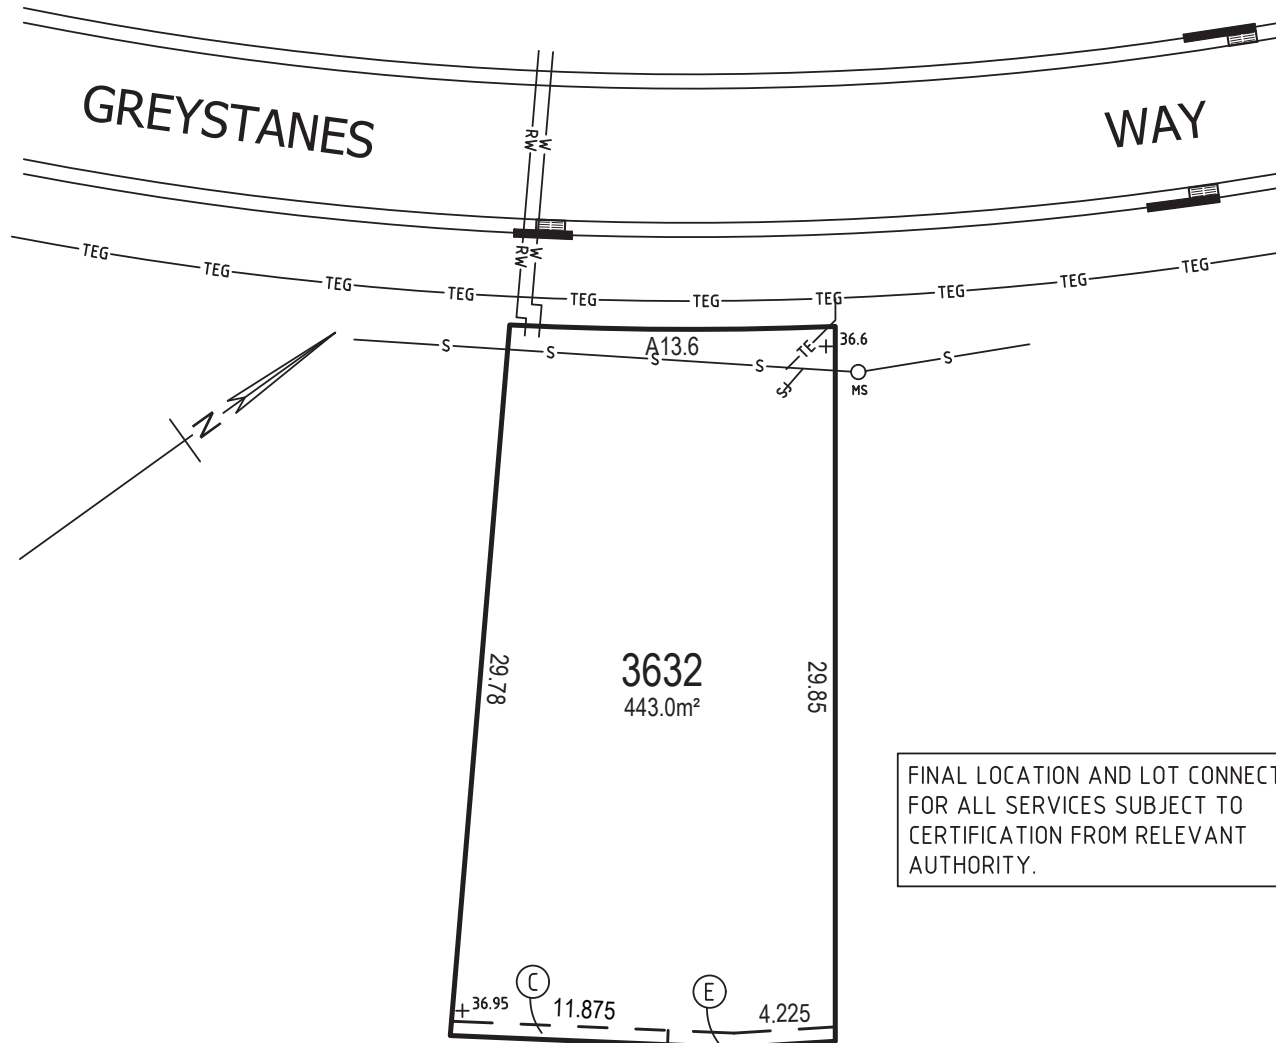 GREYSTANES WAY
RW W
RW W
TEG TEG TEG TEG TEG TEG TEG TEG TEG TEG
S S S S S
A13.6
TE
36.6
SJ
MS
N
29.78
3632
443.0m²
29.85
FINAL LOCATION AND LOT CONNECT
FOR ALL SERVICES SUBJECT TO
CERTIFICATION FROM RELEVANT
AUTHORITY.
C
E
36.95
11.875
4.225